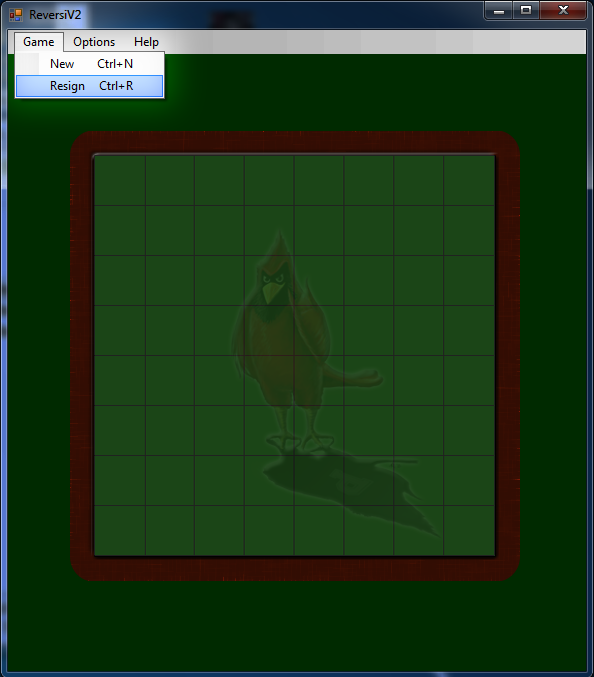 ReversiV2
Game Options Help
New Ctrl+N
Resign Ctrl+R